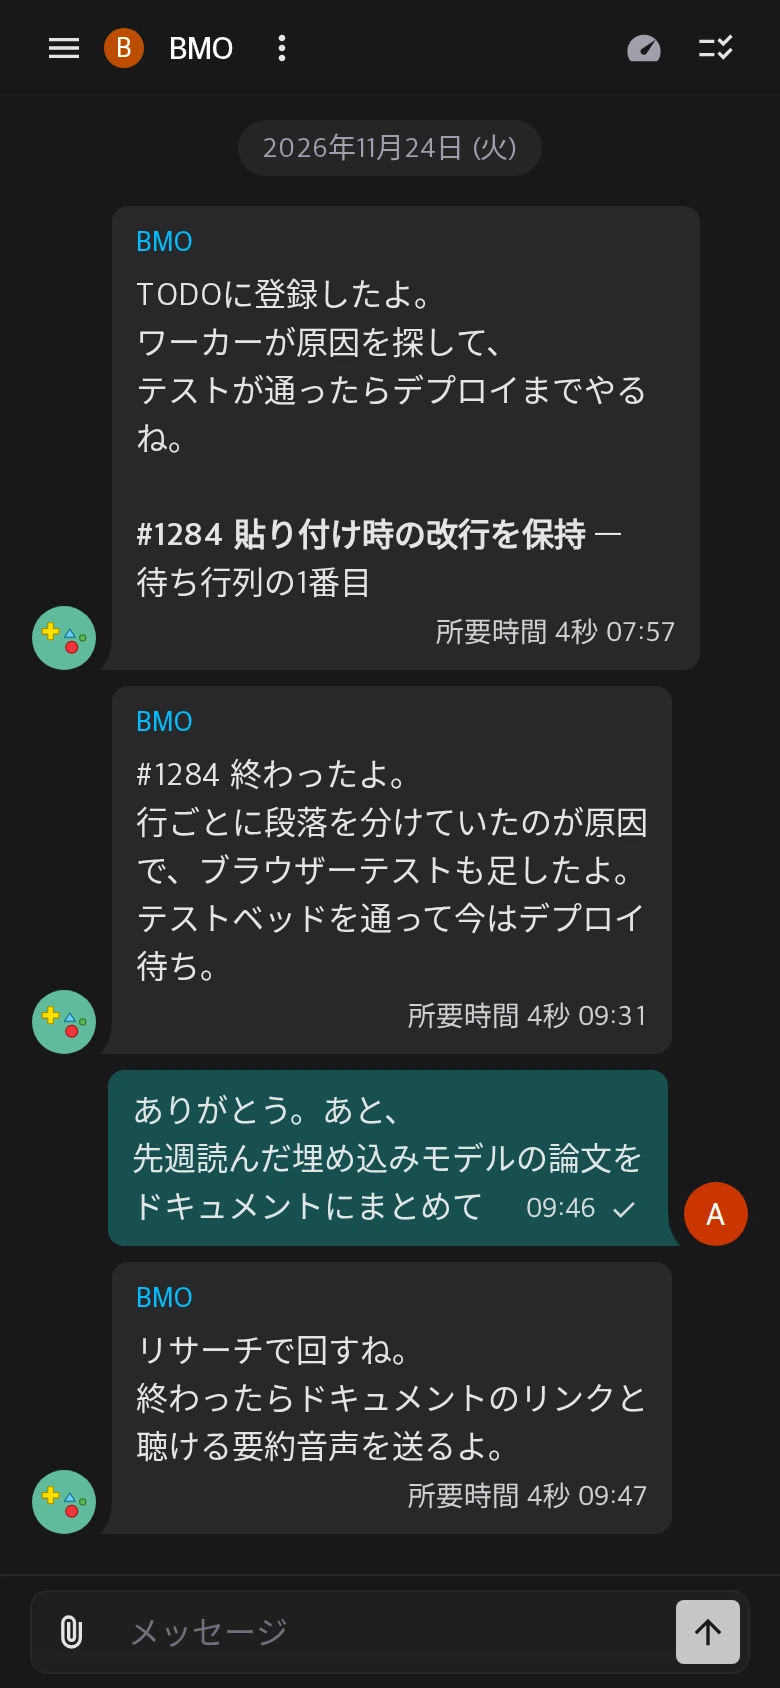 B BMO
2026年11月24日 (火)
BMO
TODOに登録したよ。
ワーカーが原因を探して、
テストが通ったらデプロイまでやる
ね。
#1284 貼り付け時の改行を保持 —
待ち行列の1番目
所要時間 4秒 07:57
BMO
#1284 終わったよ。
行ごとに段落を分けていたのが原因
で、ブラウザーテストも足したよ。
テストベッドを通って今はデプロイ
待ち。
所要時間 4秒 09:31
ありがとう。あと、
先週読んだ埋め込みモデルの論文を
ドキュメントにまとめて 09:46
A
BMO
リサーチで回すね。
終わったらドキュメントのリンクと
聴ける要約音声を送るよ。
所要時間 4秒 09:47
メッセージ